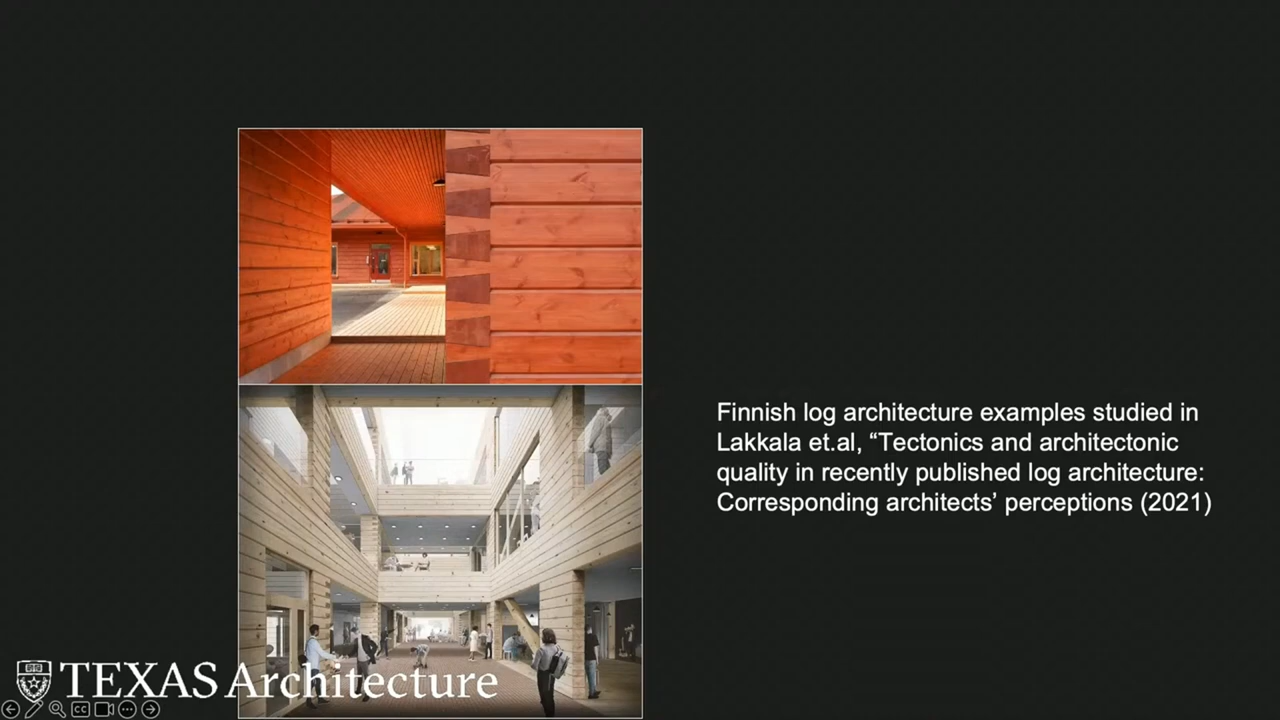 Finnish log architecture examples studied in
Lakkala et.al, “Tectonics and architectonic
quality in recently published log architecture:
Corresponding architects’ perceptions (2021)
TEXAS Architecture
CC